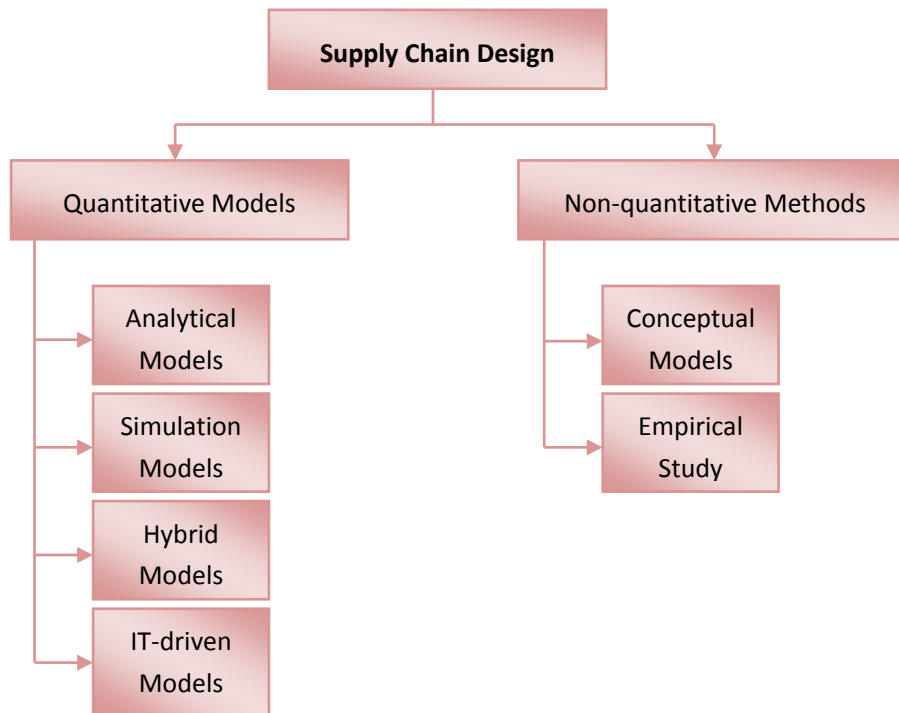 Supply Chain Design
Quantitative Models
Non-quantitative Methods
Analytical
Models
Simulation
Models
Hybrid
Models
IT-driven
Models
Conceptual
Models
Empirical
Study